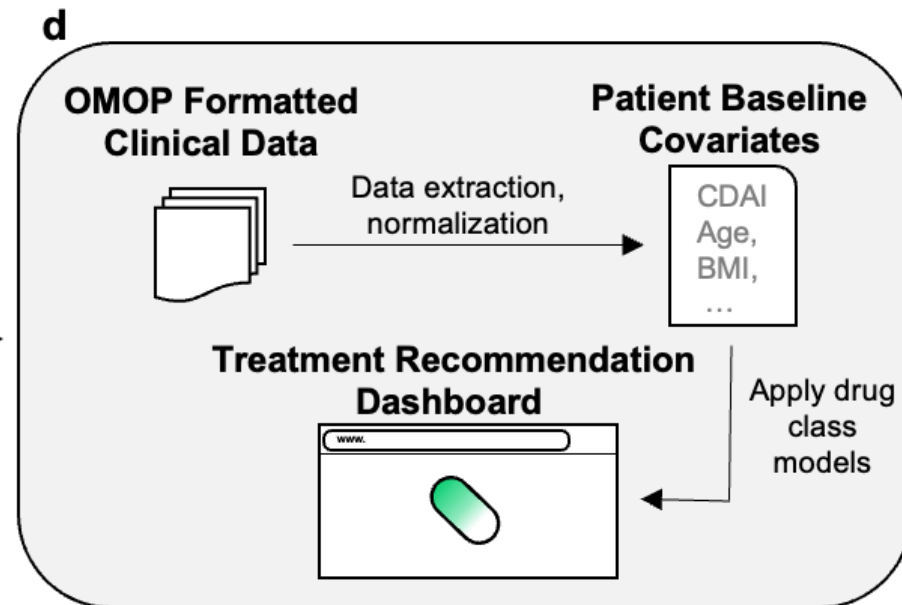 d
OMOP Formatted
Clinical Data
Data extraction,
normalization
Patient Baseline
Covariates
CDAI
Age,
BMI,
...
Apply drug
class
models
Treatment Recommendation
Dashboard
www.